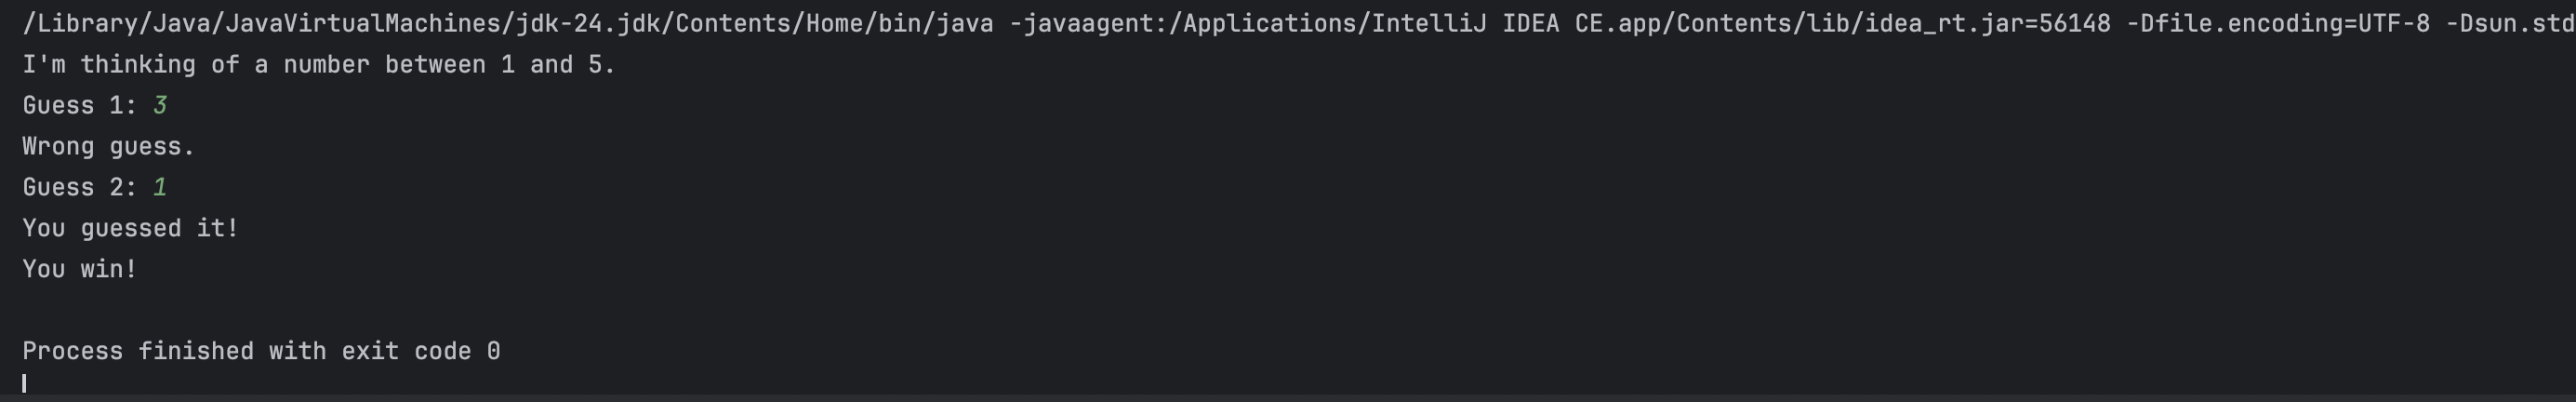 /Library/Java/JavaVirtualMachines/jdk-24.jdk/Contents/Home/bin/java -javaagent:/Applications/IntelliJ IDEA CE.app/Contents/lib/idea_rt.jar=56148 -Dfile.encoding=UTF-8 -Dsun.std
I'm thinking of a number between 1 and 5.
Guess 1: 3
Wrong guess.
Guess 2: 1
You guessed it!
You win!
Process finished with exit code 0